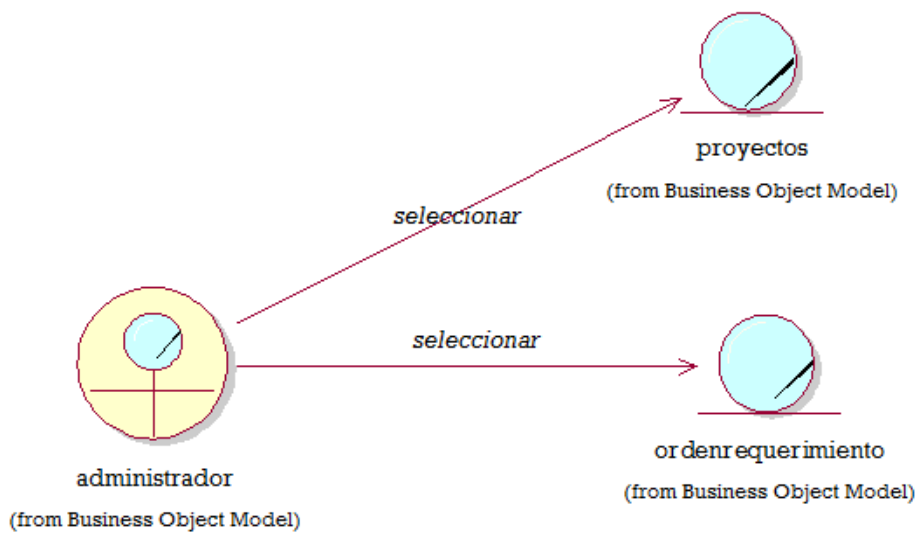 proyectos
(from Business Object Model)
seleccionar
seleccionar
ordenrequerimiento
(from Business Object Model)
administrador
(from Business Object Model)